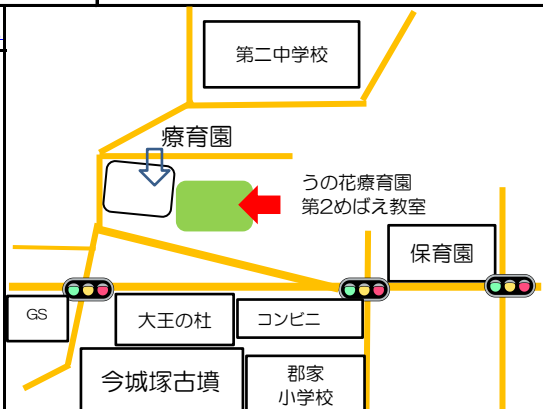 第二中学校
療育園
うの花療育園
第2めばえ教室
保育園
GS
大王の杜
コンビニ
今城塚古墳
郡家
小学校